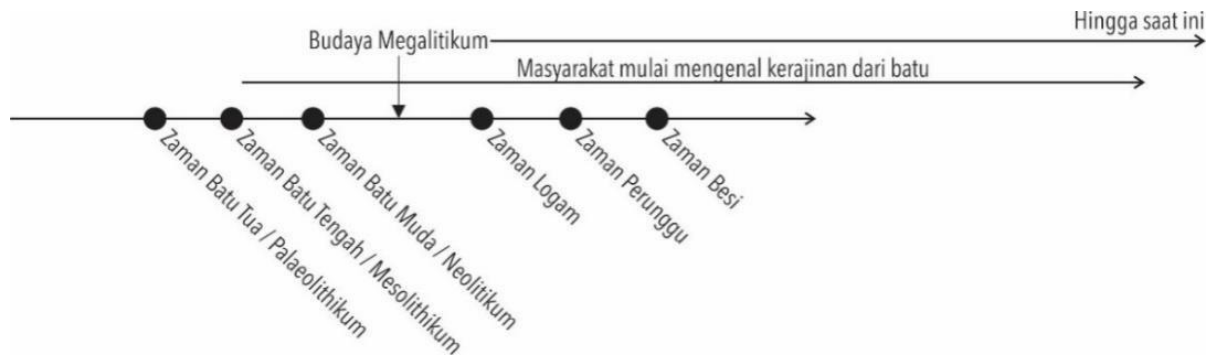 Hingga saat ini
Budaya Megalitikum
Masyarakat mulai mengenal kerajinan dari batu
Zaman Batu Tua / Palaeolithikum
Zaman Batu Tengah / Mesolithikum
Zaman Batu Muda / Neolitikum
Zaman Logam
Zaman Perunggu
Zaman Besi